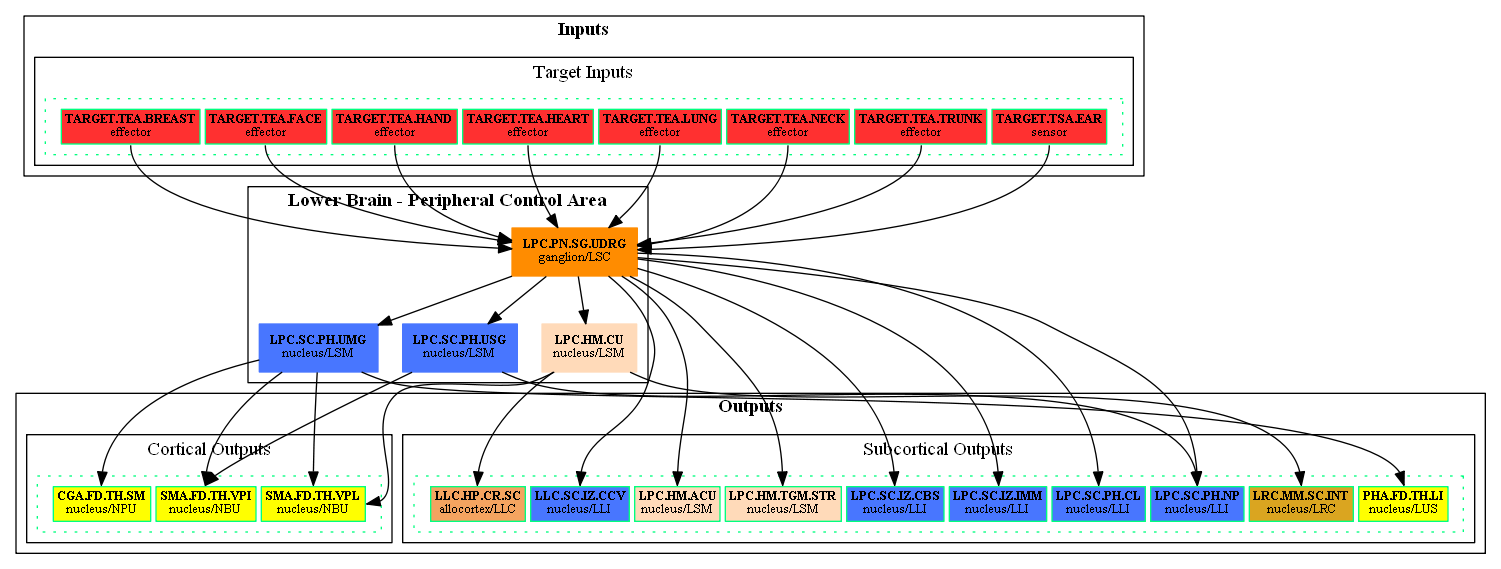 Inputs
Target Inputs
TARGET.TEA.BREAST
effector
TARGET.TEA.FACE
effector
TARGET.TEA.HAND
effector
TARGET.TEA.HEART
effector
TARGET.TEA.LUNG
effector
TARGET.TEA.NECK
effector
TARGET.TEA.TRUNK
effector
TARGET.TSA.EAR
sensor
Lower Brain - Peripheral Control Area
LPC.PN.SG.UDRG
ganglion/LSC
LPC.SC.PH.UMG
nucleus/LSM
LPC.SC.PH.USG
nucleus/LSM
LPC.HM.CU
nucleus/LSM
Outputs
Cortical Outputs
CGA.FD.TH.SM
nucleus/NPU
SMA.FD.TH.VPI
nucleus/NBU
SMA.FD.TH.VPL
nucleus/NBU
Subcortical Outputs
LLC.HP.CR.SC
allocortex/LLC
LLC.SC.IZ.CCV
nucleus/LLI
LPC.HM.ACU
nucleus/LSM
LPC.HM.TGM.STR
nucleus/LSM
LPC.SC.IZ.CBS
nucleus/LLI
LPC.SC.IZ.IMM
nucleus/LLI
LPC.SC.PH.CL
nucleus/LLI
LPC.SC.PH.NP
nucleus/LLI
LRC.MM.SC.INT
nucleus/LRC
PHA.FD.TH.LI
nucleus/LUS